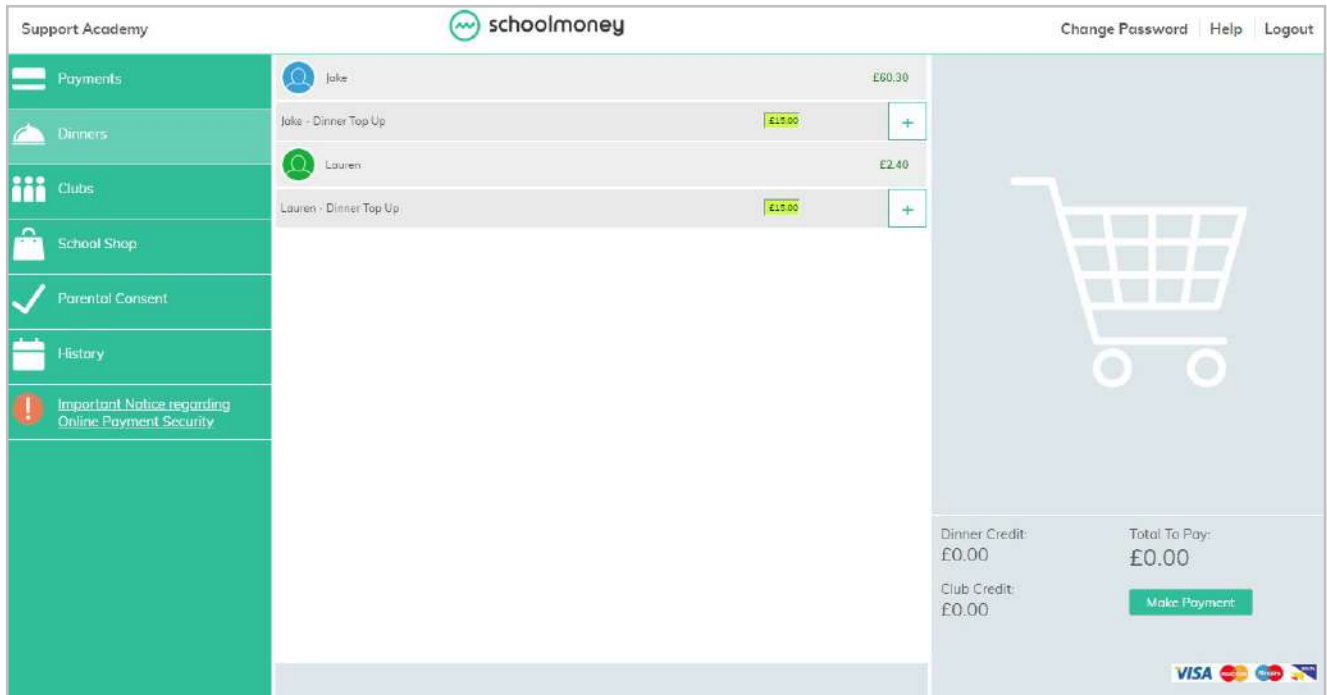 Support Academy
schoolmoney
Change Password Help Logout
Payments
Dinners
Clubs
School Shop
Parental Consent
History
Important Notice regarding
Online Payment Security
Jake £60.30
Jake - Dinner Top Up £15.00 +
Lauren £2.40
Lauren - Dinner Top Up £15.00 +
Dinner Credit:
£0.00
Club Credit:
£0.00
Total To Pay:
£0.00
Make Payment
VISA